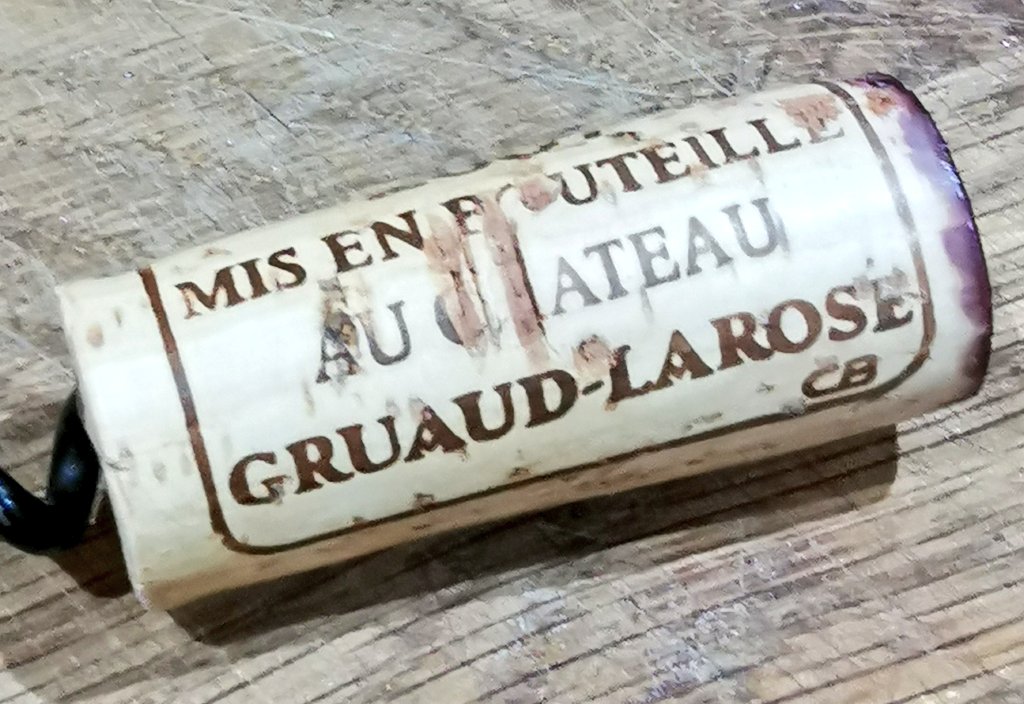 MIS EN BOUTEILLE
AU CHATEAU
GRUAUD-LAROSE
CB